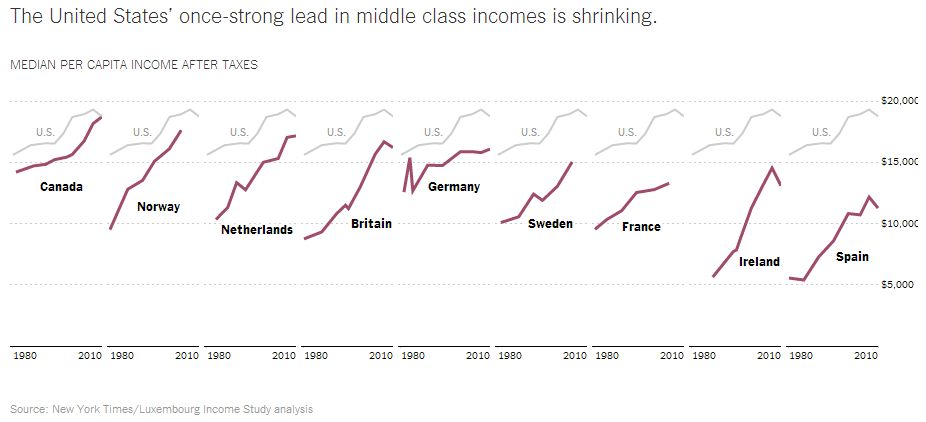 The United States’ once-strong lead in middle class incomes is shrinking.
MEDIAN PER CAPITA INCOME AFTER TAXES
$20,000
U.S. U.S. U.S. U.S. U.S. U.S. U.S. U.S. U.S.
$15,000
Canada
Germany
Norway
Netherlands
Britain
Sweden
France
$10,000
Ireland
Spain
$5,000
1980 2010 1980 2010 1980 2010 1980 2010 1980 2010 1980 2010 1980 2010 1980 2010 1980 2010
Source: New York Times/Luxembourg Income Study analysis